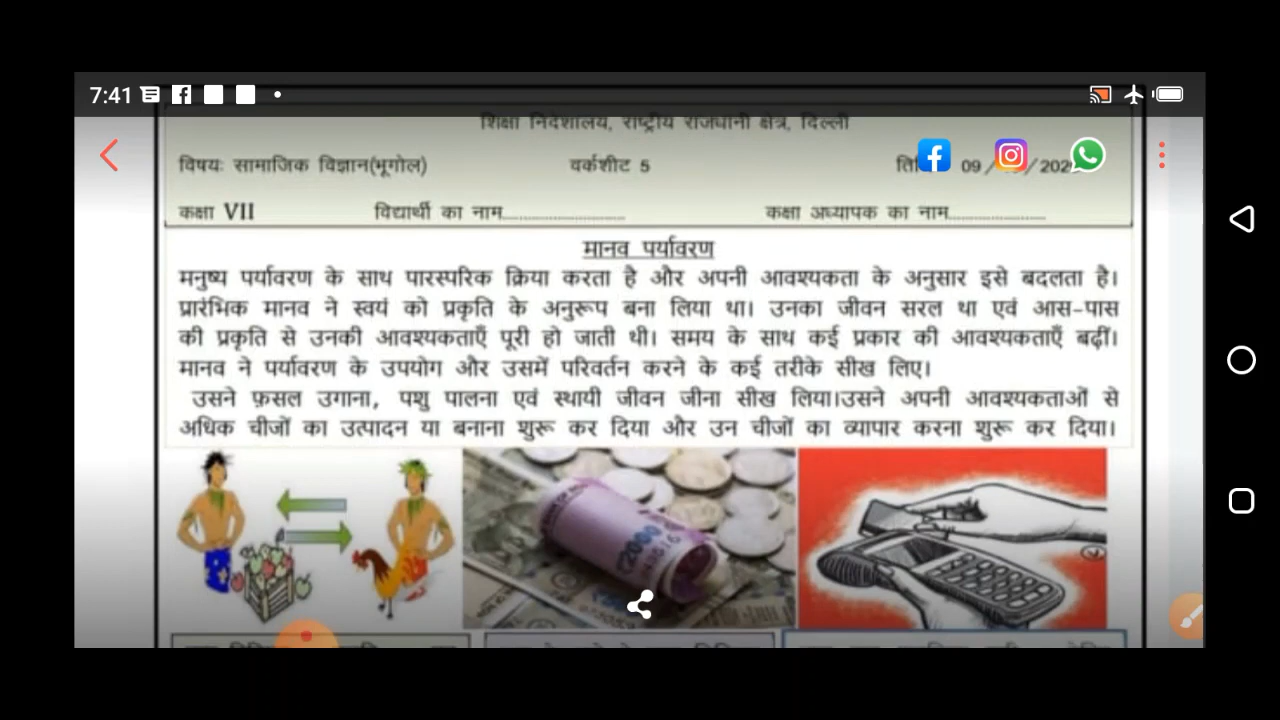 7:41
शिक्षा निदेशालय, राष्ट्रीय राजधानी क्षेत्र, दिल्ली
विषय: सामाजिक विज्ञान(भूगोल) वर्कशीट 5 09
कक्षा VII विद्यार्थी का नाम........................ कक्षा अध्यापक का नाम...................
मानव पर्यावरण
मनुष्य पर्यावरण के साथ पारस्परिक क्रिया करता है और अपनी आवश्यकता के अनुसार इसे बदलता है।
प्रारंभिक मानव ने स्वयं को प्रकृति के अनुरूप बना लिया था। उनका जीवन सरल था एवं आस-पास
की प्रकृति से उनकी आवश्यकताएँ पूरी हो जाती थी। समय के साथ कई प्रकार की आवश्यकताएँ बढ़ीं।
मानव ने पर्यावरण के उपयोग और उसमें परिवर्तन करने के कई तरीके सीख लिए।
उसने फ़सल उगाना, पशु पालना एवं स्थायी जीवन जीना सीख लिया।उसने अपनी आवश्यकताओं से
अधिक चीजों का उत्पादन या बनाना शुरू कर दिया और उन चीजों का व्यापार करना शुरू कर दिया।
₹2000